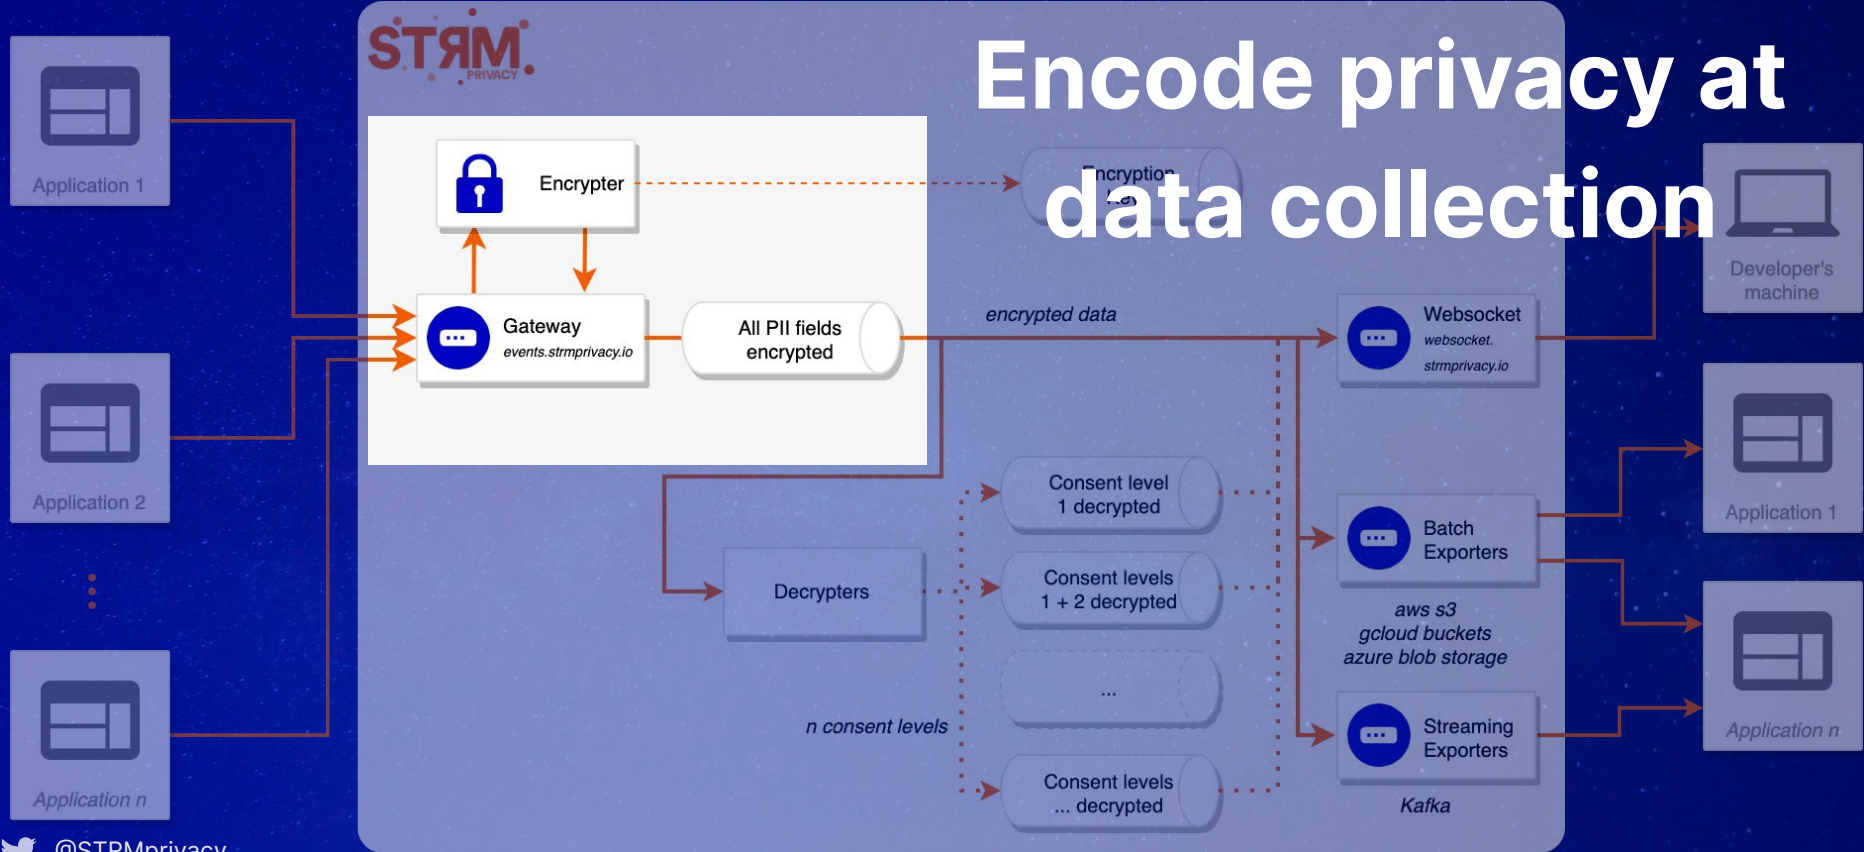 STRM
PRIVACY
Encode privacy at
data collection
Application 1
Application 2
Application n
Encrypter
Encryption
Gateway
events.strmprivacy.io
All PII fields
encrypted
encrypted data
Decrypters
n consent levels
Consent level
1 decrypted
Consent levels
1 + 2 decrypted
...
Consent levels
... decrypted
Websocket
websocket.
strmprivacy.io
Batch
Exporters
aws s3
gcloud buckets
azure blob storage
Streaming
Exporters
Kafka
Developer's
machine
Application 1
Application n
@STRMprivacy